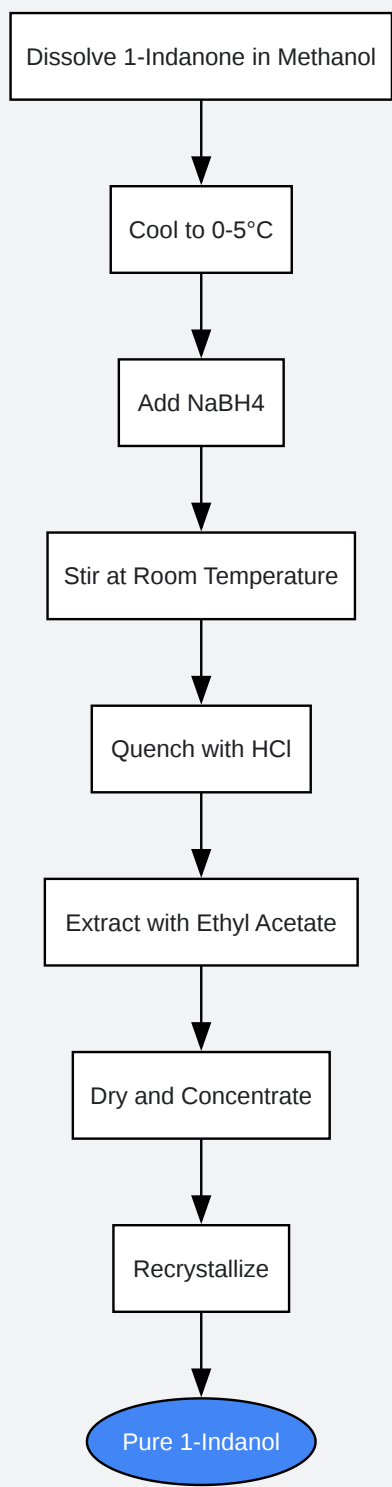 Dissolve 1-Indanone in Methanol
Cool to 0-5°C
Add NaBH4
Stir at Room Temperature
Quench with HCl
Extract with Ethyl Acetate
Dry and Concentrate
Recrystallize
Pure 1-Indanol